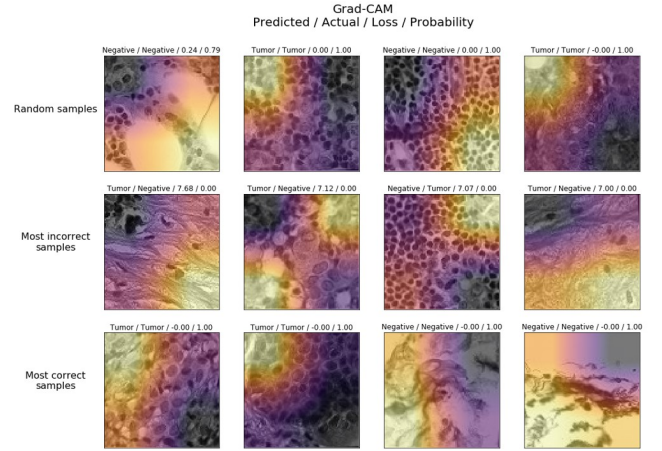 Grad-CAM
Predicted / Actual / Loss / Probability
Negative / Negative / 0.24 / 0.79
Tumor / Tumor / 0.00 / 1.00
Negative / Negative / 0.00 / 1.00
Tumor / Tumor / -0.00 / 1.00
Random samples
Tumor / Negative / 7.68 / 0.00
Tumor / Negative / 7.12 / 0.00
Negative / Tumor / 7.07 / 0.00
Tumor / Negative / 7.00 / 0.00
Most incorrect
samples
Tumor / Tumor / -0.00 / 1.00
Tumor / Tumor / -0.00 / 1.00
Negative / Negative / -0.00 / 1.00
Negative / Negative / -0.00 / 1.00
Most correct
samples